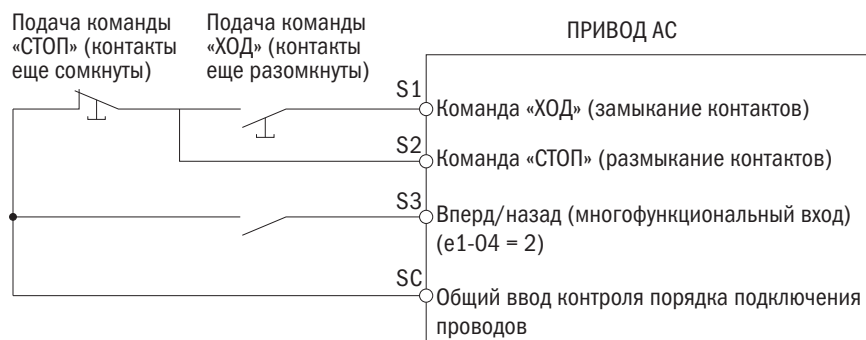 Подача команды
«СТОП» (контакты
еще сомкнуты)
Подача команды
«ХОД» (контакты
еще разомкнуты)
ПРИВОД АС
S1
Команда «ХОД» (замыкание контактов)
S2
Команда «СТОП» (размыкание контактов)
S3
Вперд/назад (многофункциональный вход)
(e1-04 = 2)
SC
Общий ввод контроля порядка подключения
проводов